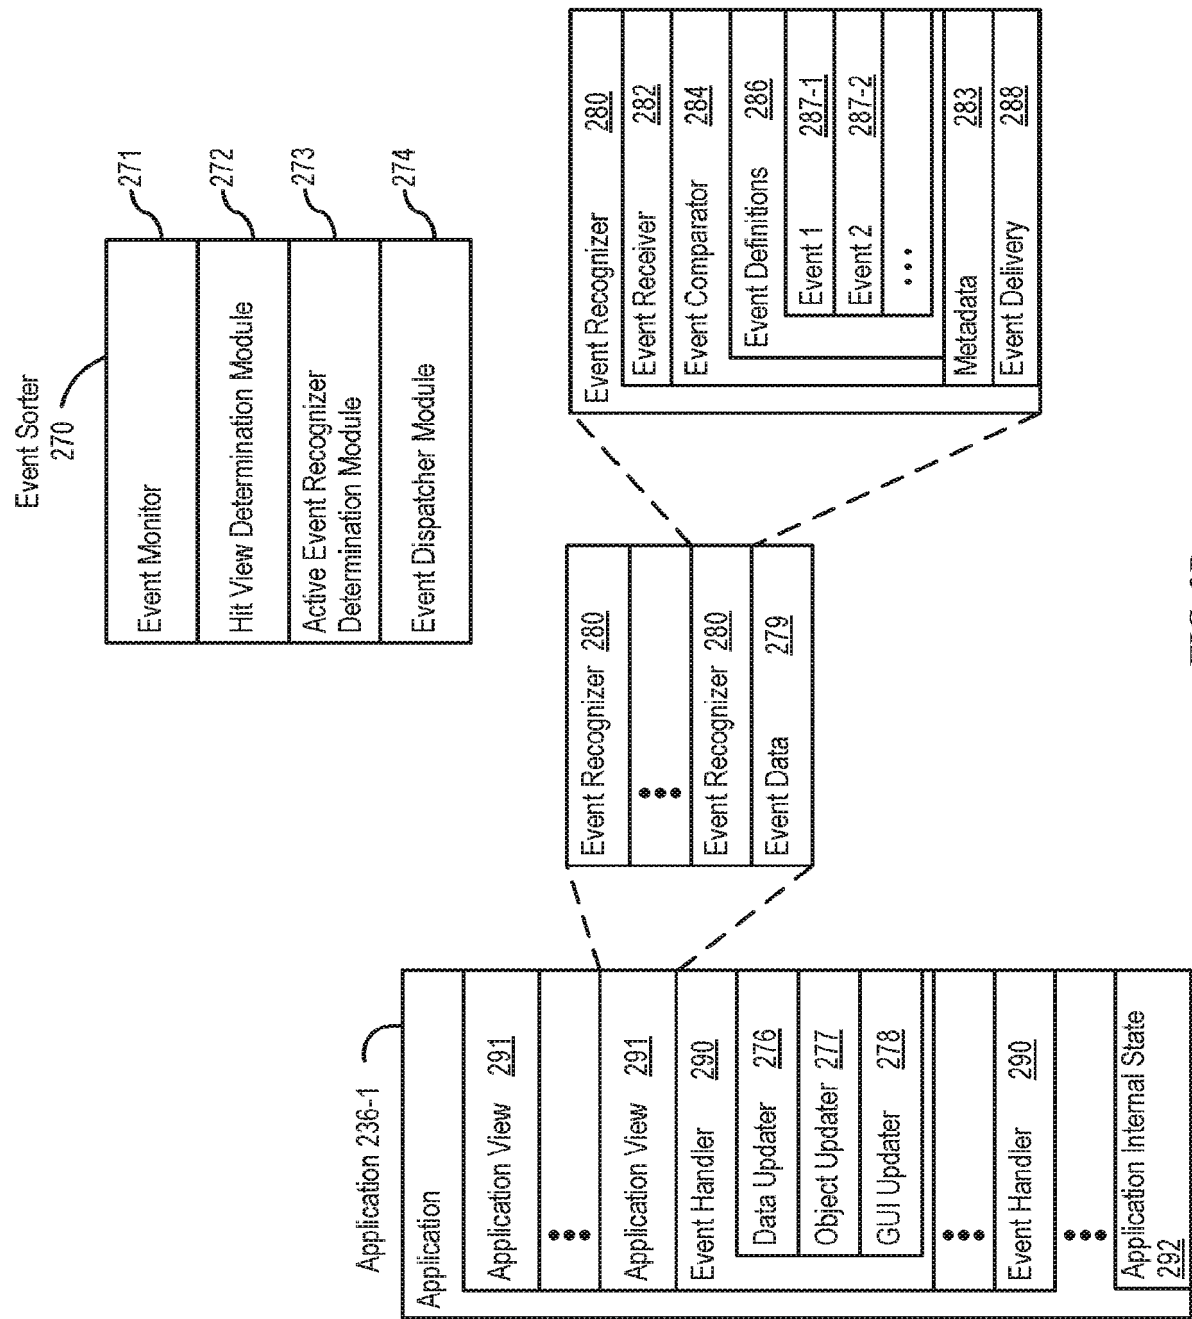 Event Sorter
270
Event Monitor
271
Hit View Determination Module
272
Active Event Recognizer
Determination Module
273
Event Dispatcher Module
274
Application 236-1
Application
Application View 291
Application View 291
Event Handler 290
Data Updater 276
Object Updater 277
GUI Updater 278
Event Handler 290
Application Internal State
292
Event Recognizer 280
Event Recognizer 280
Event Data 279
Event Recognizer 280
Event Receiver 282
Event Comparator 284
Event Definitions 286
Event 1 287-1
Event 2 287-2
Metadata 283
Event Delivery 288